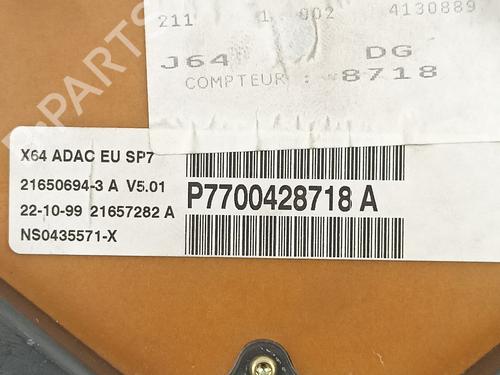 211 1 002 4130889
J64 DG
COMPTEUR : 8718
X64 ADAC EU SP7
21650694-3 A V5.01
22-10-99 21657282 A
NS0435571-X
P7700428718 A
B-PARTS